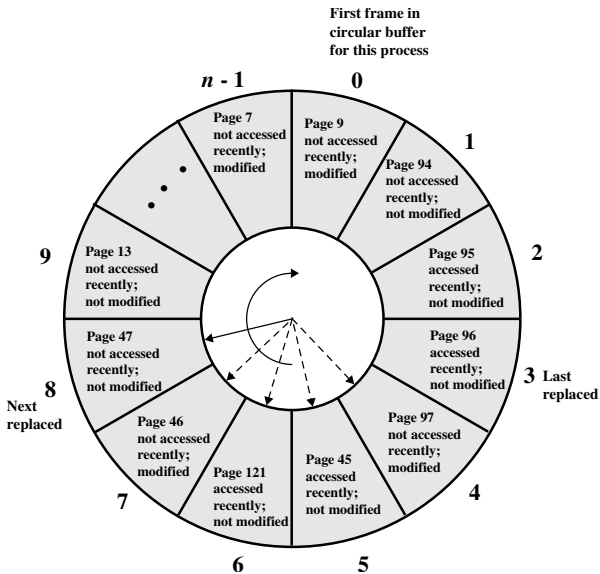 First frame in
circular buffer
for this process
n - 1
0
Page 7
not accessed
recently;
modified
Page 9
not accessed
recently;
modified
1
Page 94
not accessed
recently;
not modified
2
Page 95
accessed
recently;
not modified
3 Last
replaced
Page 96
accessed
recently;
not modified
4
Page 97
not accessed
recently;
modified
5
Page 45
accessed
recently;
not modified
6
Page 121
accessed
recently;
not modified
7
Page 46
not accessed
recently;
modified
8
Next
replaced
Page 47
not accessed
recently;
not modified
9
Page 13
not accessed
recently;
not modified